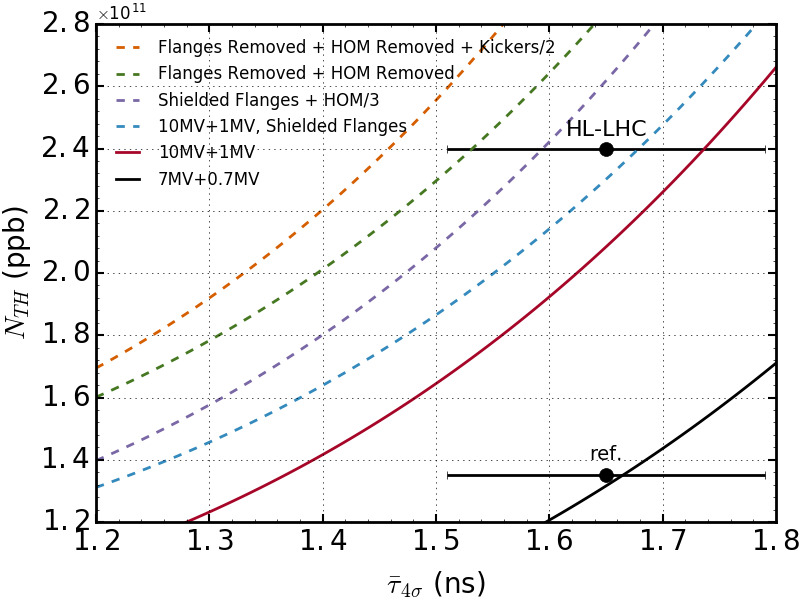 ×10¹¹
2.8
2.6
2.4
2.2
2.0
1.8
1.6
1.4
1.2
N_TH (ppb)
Flanges Removed + HOM Removed + Kickers/2
Flanges Removed + HOM Removed
Shielded Flanges + HOM/3
10MV+1MV, Shielded Flanges
10MV+1MV
7MV+0.7MV
HL-LHC
ref.
1.2 1.3 1.4 1.5 1.6 1.7 1.8
τ̄_4σ (ns)